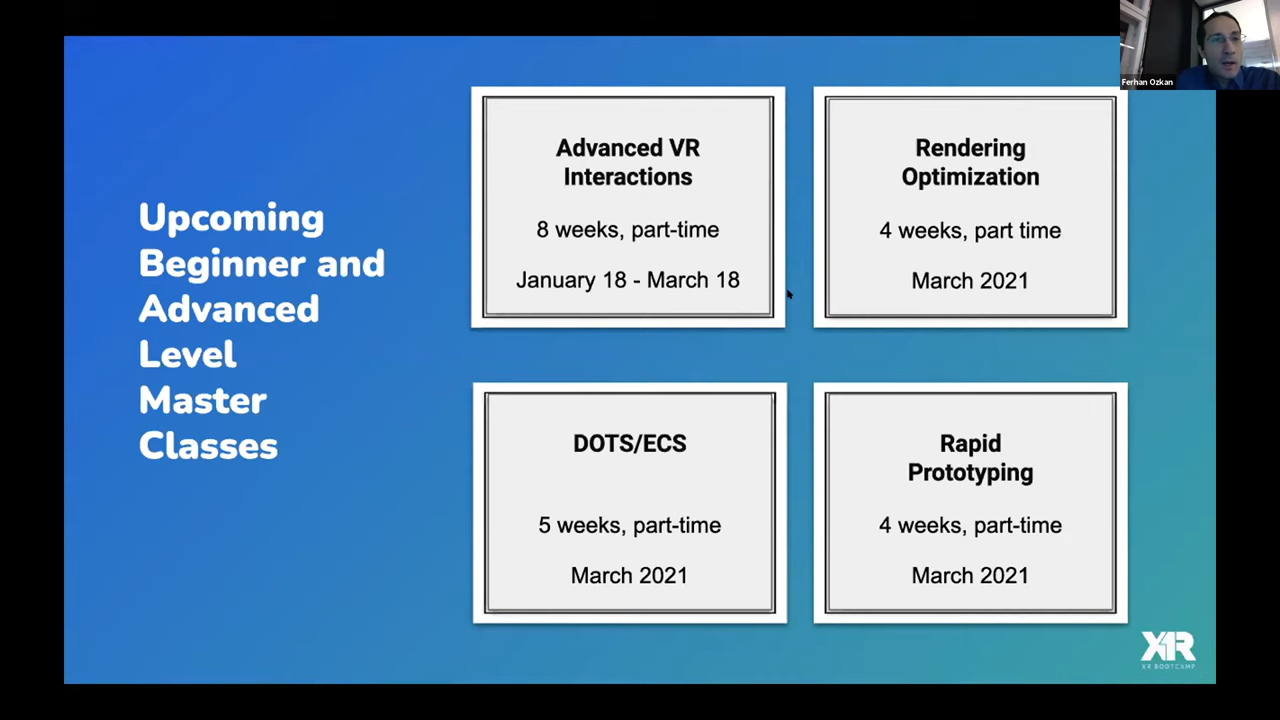 Ferhan Ozkan
Upcoming
Beginner and
Advanced
Level
Master
Classes
Advanced VR
Interactions
8 weeks, part-time
January 18 - March 18
Rendering
Optimization
4 weeks, part time
March 2021
DOTS/ECS
5 weeks, part-time
March 2021
Rapid
Prototyping
4 weeks, part-time
March 2021
XR
XR BOOTCAMP